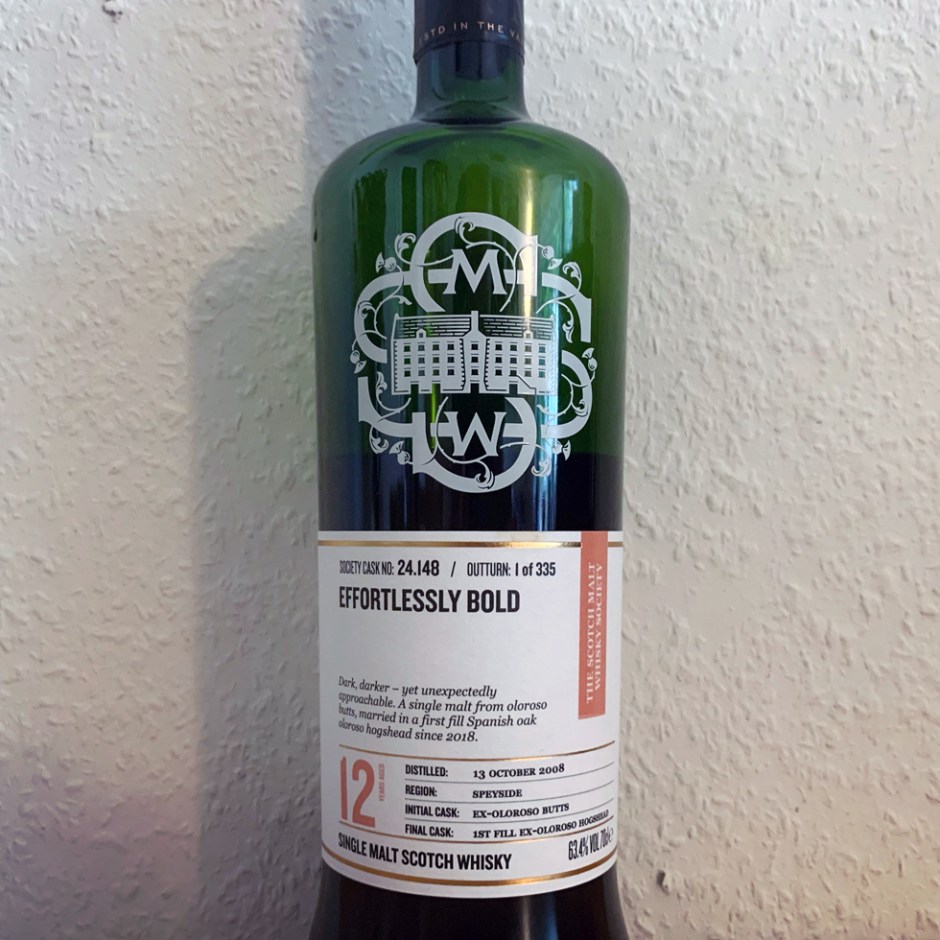 STD IN THE VA
M
W
SOCIETY CASK NO: 24.148 / OUTTURN: 1 of 335
EFFORTLESSLY BOLD
THE SCOTCH MALT
WHISKY SOCIETY
Dark, darker – yet unexpectedly
approachable. A single malt from oloroso
butts, married in a first fill Spanish oak
oloroso hogshead since 2018.
12 YEARS AGED
DISTILLED: 13 OCTOBER 2008
REGION: SPEYSIDE
INITIAL CASK: EX-OLOROSO BUTTS
FINAL CASK: 1ST FILL EX-OLOROSO HOGSHEAD
SINGLE MALT SCOTCH WHISKY 63.4% VOL 70cl e